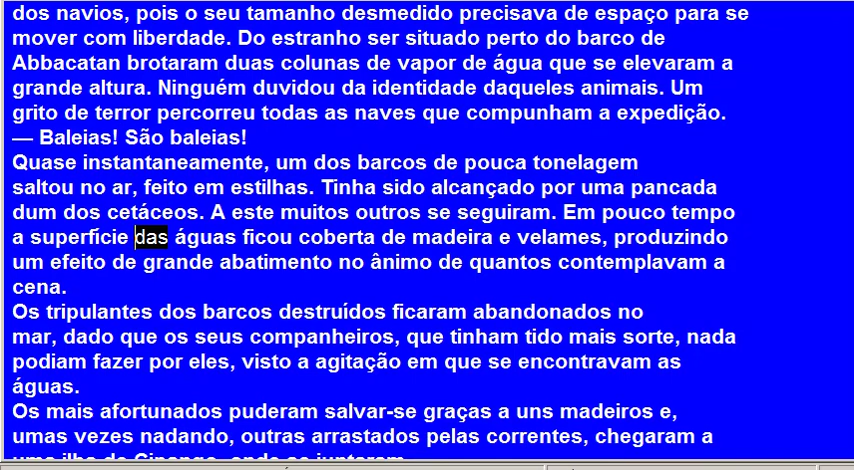 dos navios, pois o seu tamanho desmedido precisava de espaço para se
mover com liberdade. Do estranho ser situado perto do barco de
Abbacatan brotaram duas colunas de vapor de água que se elevaram a
grande altura. Ninguém duvidou da identidade daqueles animais. Um
grito de terror percorreu todas as naves que compunham a expedição.
— Baleias! São baleias!
Quase instantaneamente, um dos barcos de pouca tonelagem
saltou no ar, feito em estilhas. Tinha sido alcançado por uma pancada
dum dos cetáceos. A este muitos outros se seguiram. Em pouco tempo
a superfície das águas ficou coberta de madeira e velames, produzindo
um efeito de grande abatimento no ânimo de quantos contemplavam a
cena.
Os tripulantes dos barcos destruídos ficaram abandonados no
mar, dado que os seus companheiros, que tinham tido mais sorte, nada
podiam fazer por eles, visto a agitação em que se encontravam as
águas.
Os mais afortunados puderam salvar-se graças a uns madeiros e,
umas vezes nadando, outras arrastados pelas correntes, chegaram a
uma ilha de Cipango, onde se juntaram